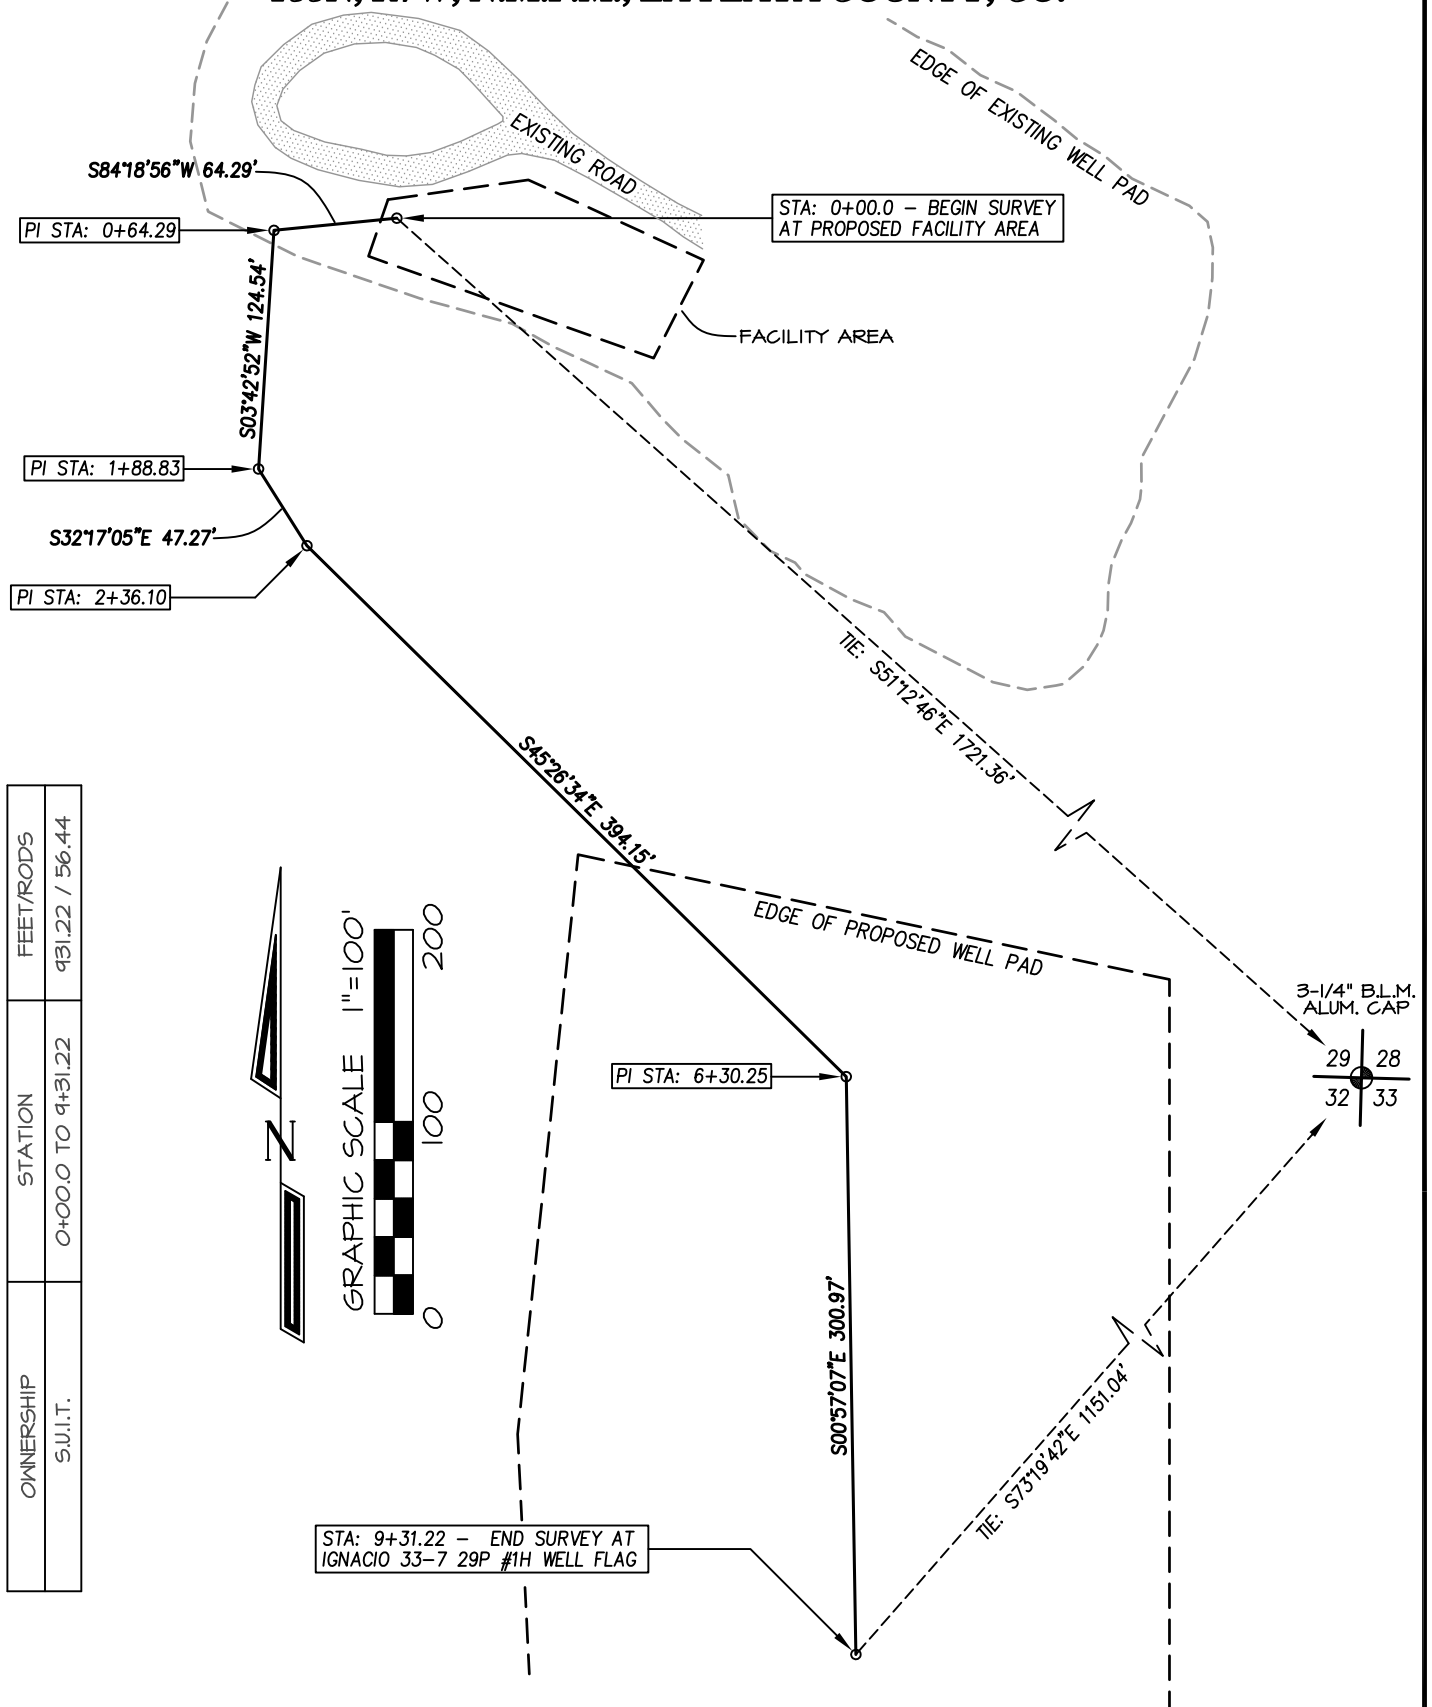 EDGE OF EXISTING WELL PAD
EXISTING ROAD
S84°18'56"W 64.29'
PI STA: 0+64.29
STA: 0+00.0 – BEGIN SURVEY
AT PROPOSED FACILITY AREA
S03°42'52"W 124.54'
FACILITY AREA
PI STA: 1+88.83
S32°17'05"E 47.27'
PI STA: 2+36.10
TIE: S51°12'46"E 1721.36'
S45°26'34"E 394.15'
EDGE OF PROPOSED WELL PAD
3-1/4" B.L.M.
ALUM. CAP
29 28
32 33
PI STA: 6+30.25
N
GRAPHIC SCALE 1"=100'
0 100 200
OWNERSHIP STATION FEET/RODS
S.U.I.T. 0+00.0 TO 9+31.22 931.22 / 56.44
S00°57'07"E 300.97'
TIE: S73°19'42"E 1151.04'
STA: 9+31.22 – END SURVEY AT
IGNACIO 33-7 29P #1H WELL FLAG